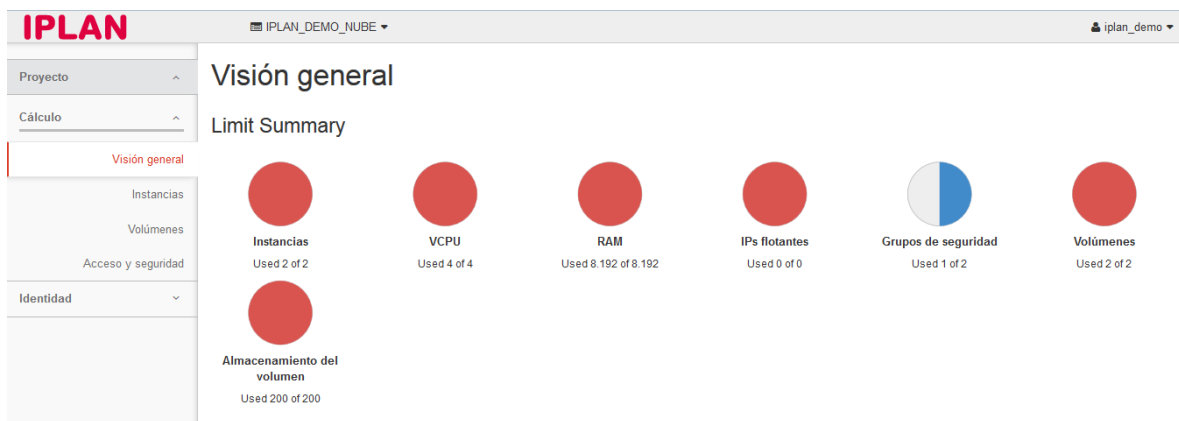 IPLAN
IPLAN_DEMO_NUBE
iplan_demo
Proyecto
Cálculo
Visión general
Instancias
Volúmenes
Acceso y seguridad
Identidad
Visión general
Limit Summary
Instancias
Used 2 of 2
VCPU
Used 4 of 4
RAM
Used 8.192 of 8.192
IPs flotantes
Used 0 of 0
Grupos de seguridad
Used 1 of 2
Volúmenes
Used 2 of 2
Almacenamiento del
volumen
Used 200 of 200